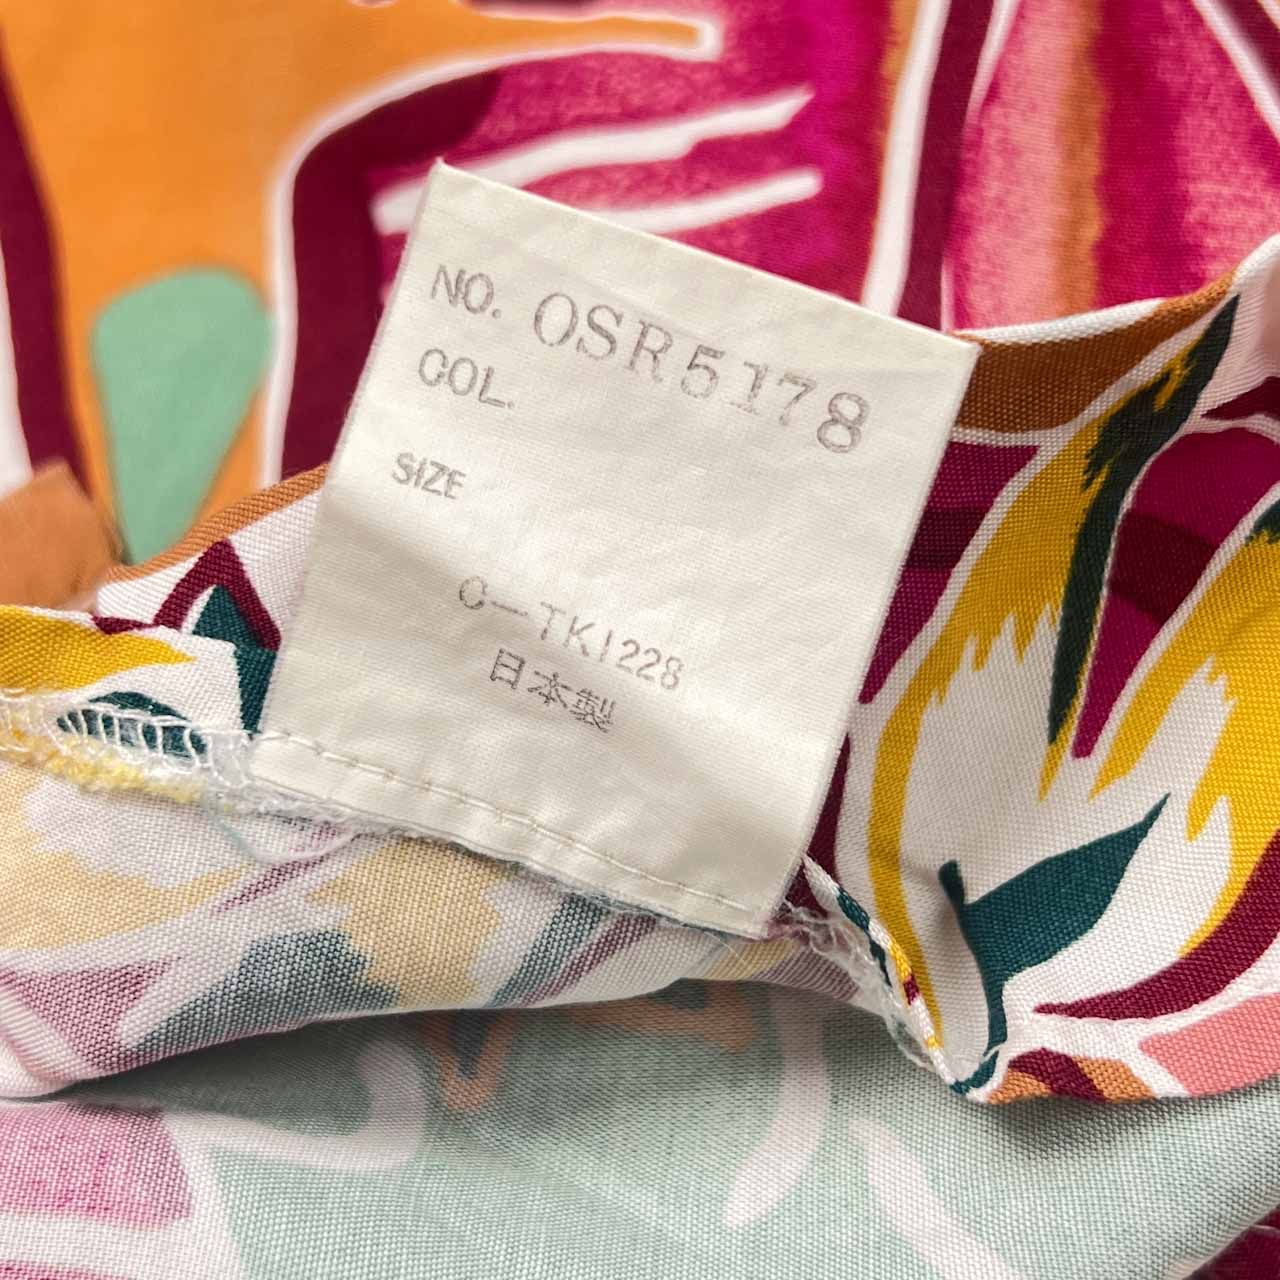 NO. OSR5178
COL.
SIZE
C-TK1228
日本製